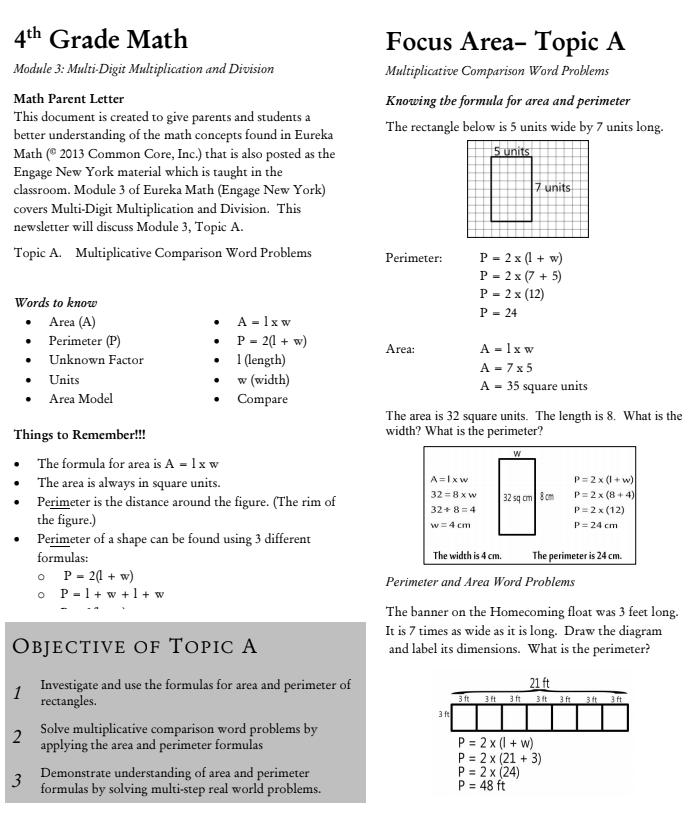 4th Grade Math
Module 3: Multi-Digit Multiplication and Division
Math Parent Letter
This document is created to give parents and students a
better understanding of the math concepts found in Eureka
Math (© 2013 Common Core, Inc.) that is also posted as the
Engage New York material which is taught in the
classroom. Module 3 of Eureka Math (Engage New York)
covers Multi-Digit Multiplication and Division. This
newsletter will discuss Module 3, Topic A.
Topic A. Multiplicative Comparison Word Problems
Words to know
• Area (A)
• Perimeter (P)
• Unknown Factor
• Units
• Area Model
• A = l x w
• P = 2(l + w)
• l (length)
• w (width)
• Compare
Things to Remember!!!
• The formula for area is A = l x w
• The area is always in square units.
• Perimeter is the distance around the figure. (The rim of
the figure.)
• Perimeter of a shape can be found using 3 different
formulas:
o P = 2(l + w)
o P = l + w + l + w
OBJECTIVE OF TOPIC A
1 Investigate and use the formulas for area and perimeter of
rectangles.
2 Solve multiplicative comparison word problems by
applying the area and perimeter formulas
3 Demonstrate understanding of area and perimeter
formulas by solving multi-step real world problems.
Focus Area– Topic A
Multiplicative Comparison Word Problems
Knowing the formula for area and perimeter
The rectangle below is 5 units wide by 7 units long.
5 units
7 units
Perimeter: P = 2 x (l + w)
P = 2 x (7 + 5)
P = 2 x (12)
P = 24
Area: A = l x w
A = 7 x 5
A = 35 square units
The area is 32 square units. The length is 8. What is the
width? What is the perimeter?
w
A = l x w
32 = 8 x w
32 ÷ 8 = 4
w = 4 cm
32 sq cm
8 cm
P = 2 x (l + w)
P = 2 x (8 + 4)
P = 2 x (12)
P = 24 cm
The width is 4 cm. The perimeter is 24 cm.
Perimeter and Area Word Problems
The banner on the Homecoming float was 3 feet long.
It is 7 times as wide as it is long. Draw the diagram
and label its dimensions. What is the perimeter?
21 ft
3 ft 3 ft 3 ft 3 ft 3 ft 3 ft 3 ft
3 ft
P = 2 x (l + w)
P = 2 x (21 + 3)
P = 2 x (24)
P = 48 ft